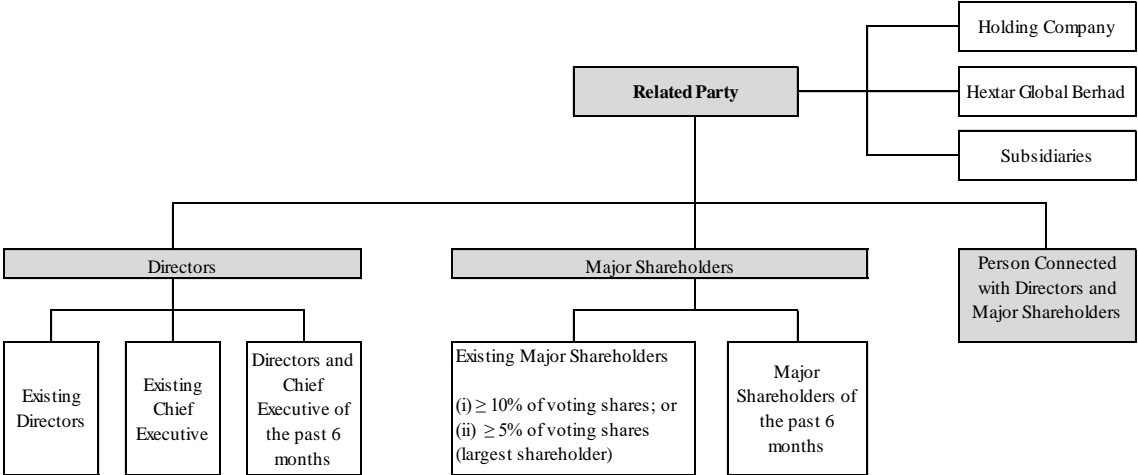 Holding Company
Related Party
Hextar Global Berhad
Subsidiaries
Directors
Major Shareholders
Person Connected
with Directors and
Major Shareholders
Existing
Directors
Existing
Chief
Executive
Directors and
Chief
Executive of
the past 6
months
Existing Major Shareholders
(i) ≥ 10% of voting shares; or
(ii) ≥ 5% of voting shares
(largest shareholder)
Major
Shareholders of
the past 6
months